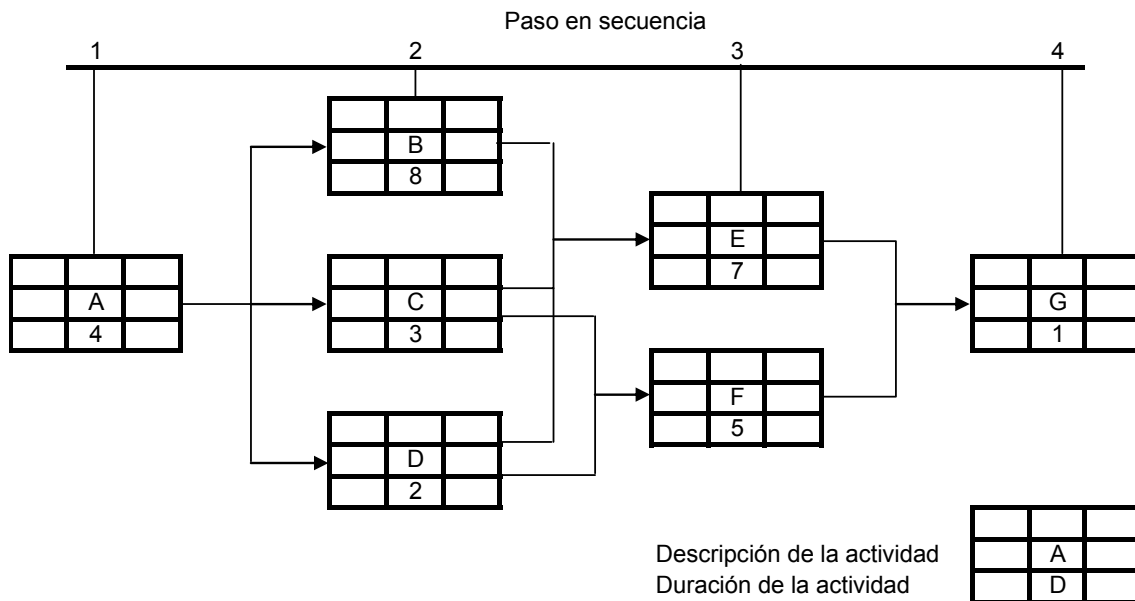 Paso en secuencia
1 2 3 4
B
8
E
7
A
4
C
3
G
1
F
5
D
2
Descripción de la actividad A
Duración de la actividad D